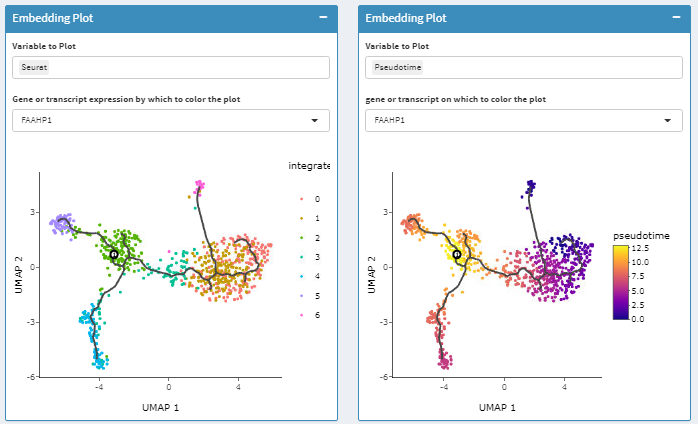 Embedding Plot
Variable to Plot
Seurat
Gene or transcript expression by which to color the plot
FAAHP1
integrate
0
1
2
3
4
5
6
3
0
-3
-6
UMAP 2
-4
0
4
UMAP 1
Embedding Plot
Variable to Plot
Pseudotime
gene or transcript on which to color the plot
FAAHP1
pseudotime
12.5
10.0
7.5
5.0
2.5
0.0
3
0
-3
-6
UMAP 2
-4
0
4
UMAP 1